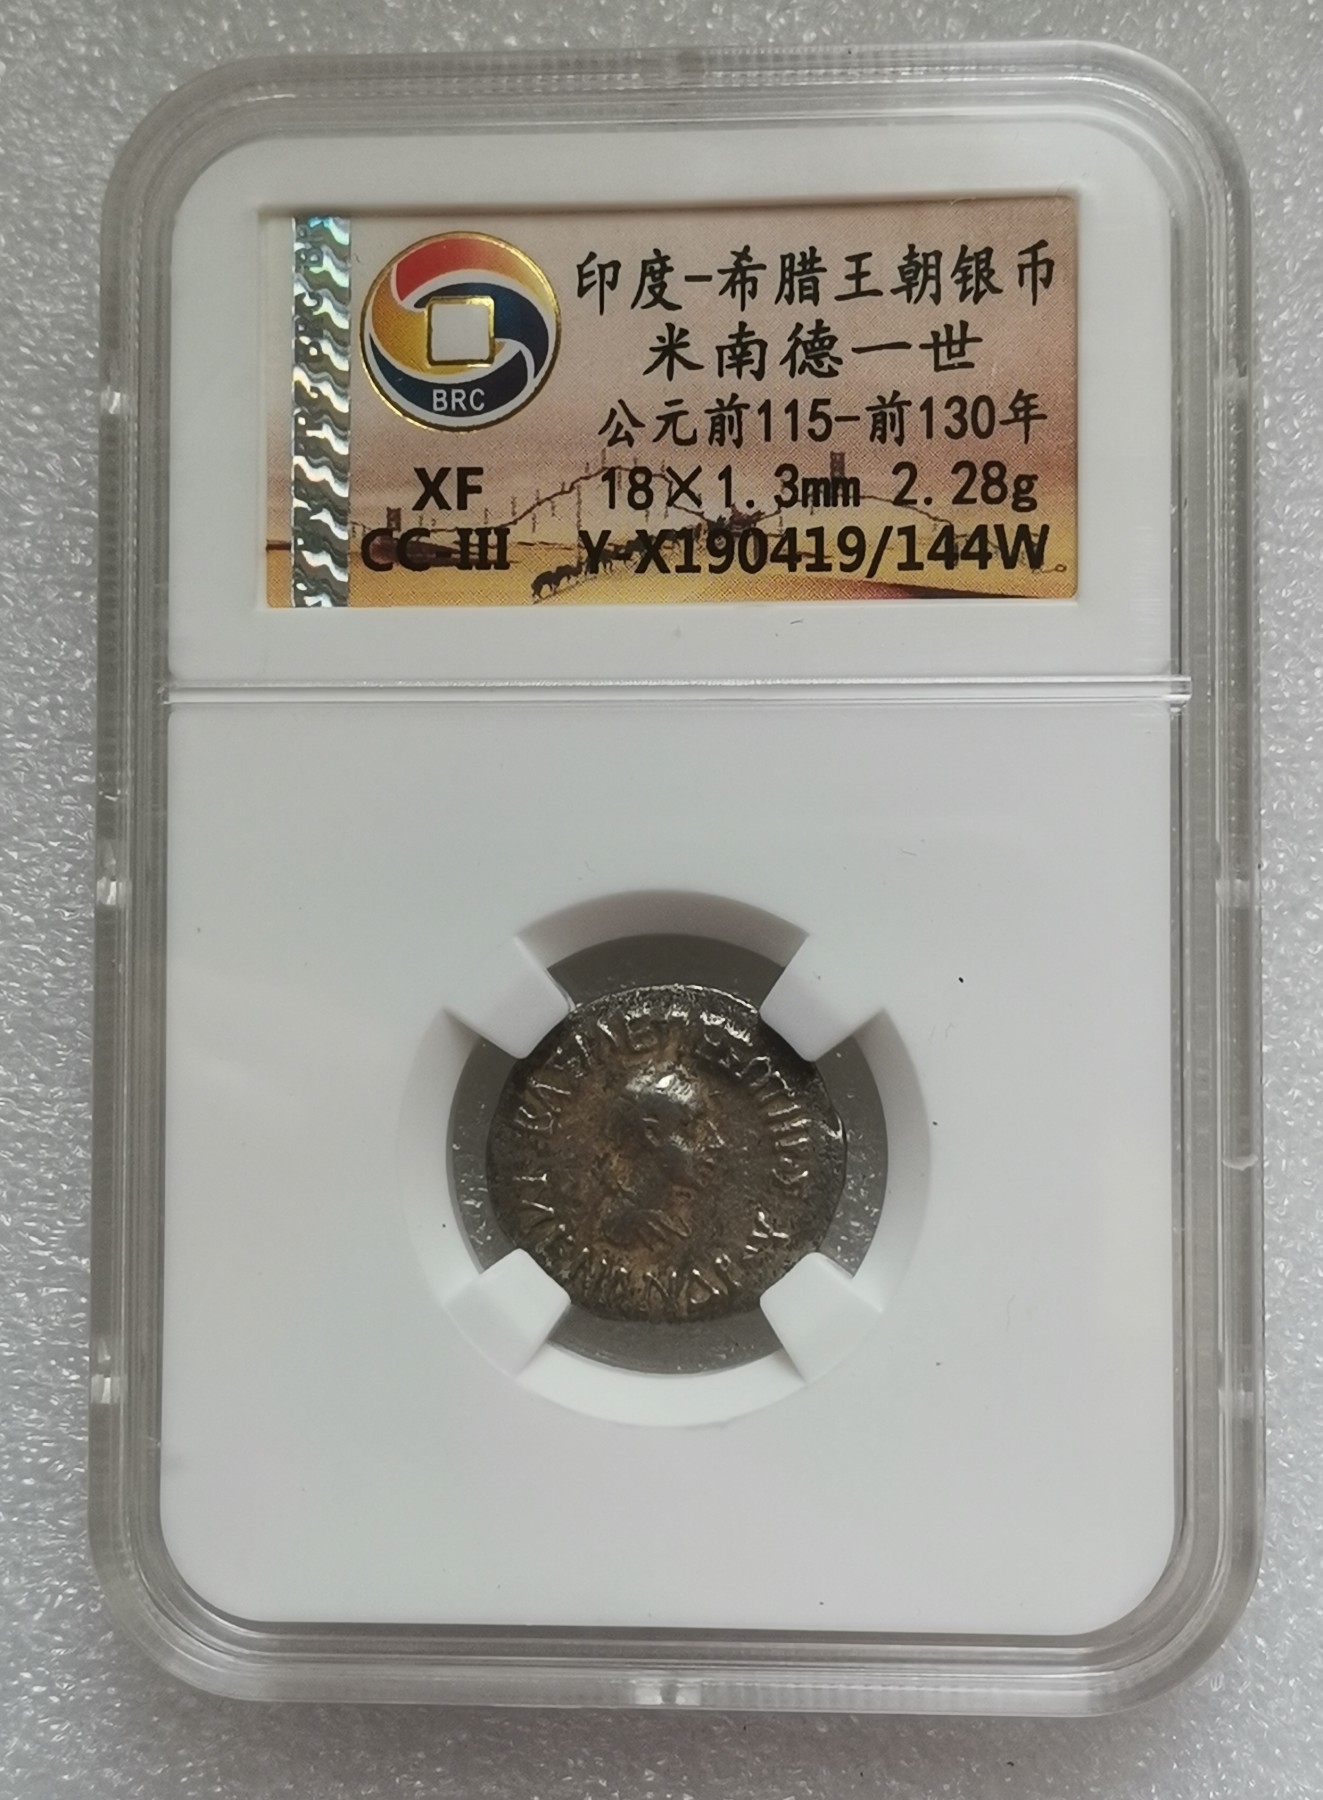 印度-希腊王朝银币
米南德一世
BRC
公元前115-前130年
XF 18×1.3mm 2.28g
CC-III Y-X190419/144W